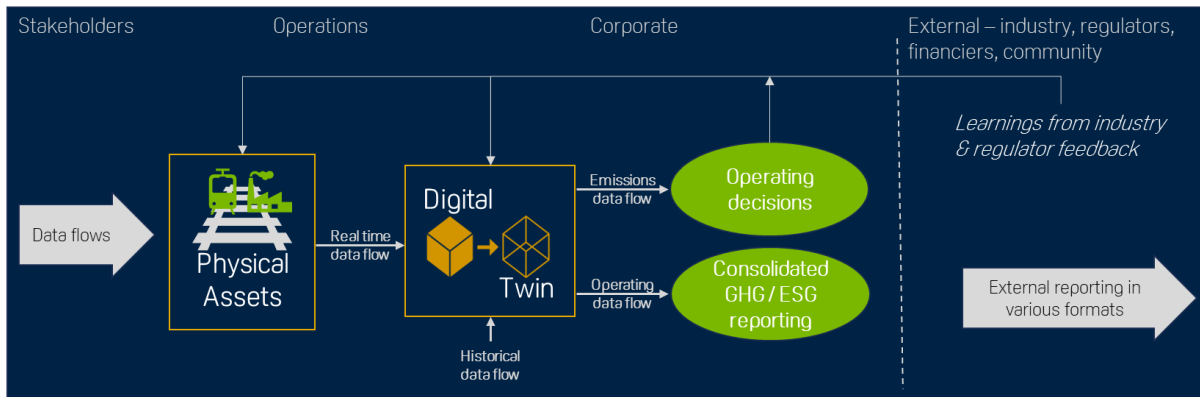 Stakeholders
Operations
Corporate
External – industry, regulators,
financiers, community
Learnings from industry
& regulator feedback
Data flows
Physical
Assets
Real time
data flow
Digital
Twin
Historical
data flow
Emissions
data flow
Operating
data flow
Operating
decisions
Consolidated
GHG / ESG
reporting
External reporting in
various formats